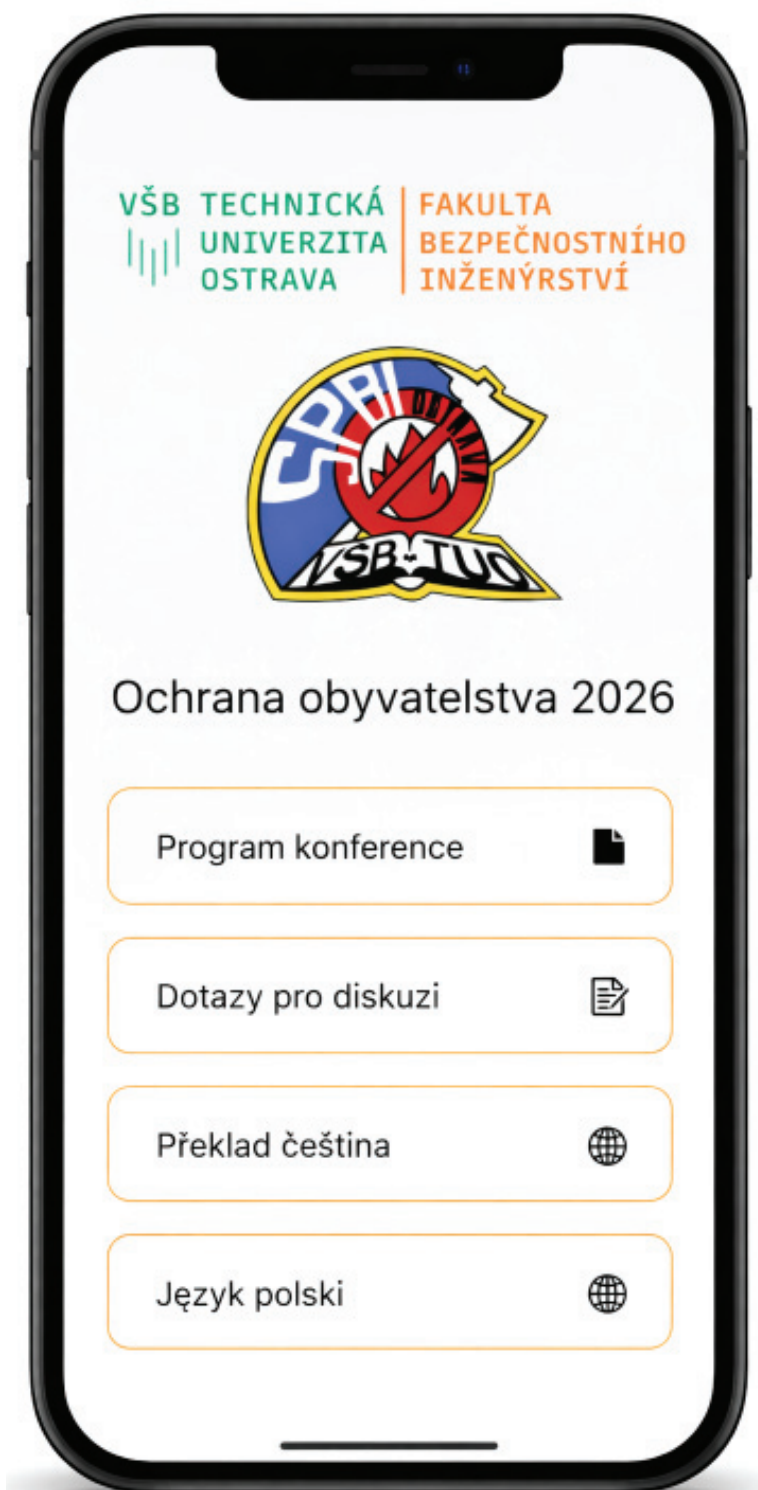 VŠB TECHNICKÁ
UNIVERZITA
OSTRAVA
FAKULTA
BEZPEČNOSTNÍHO
INŽENÝRSTVÍ
SPBI
OSTRAVA
VŠB-TUO
Ochrana obyvatelstva 2026
Program konference
Dotazy pro diskuzi
Překlad čeština
Język polski